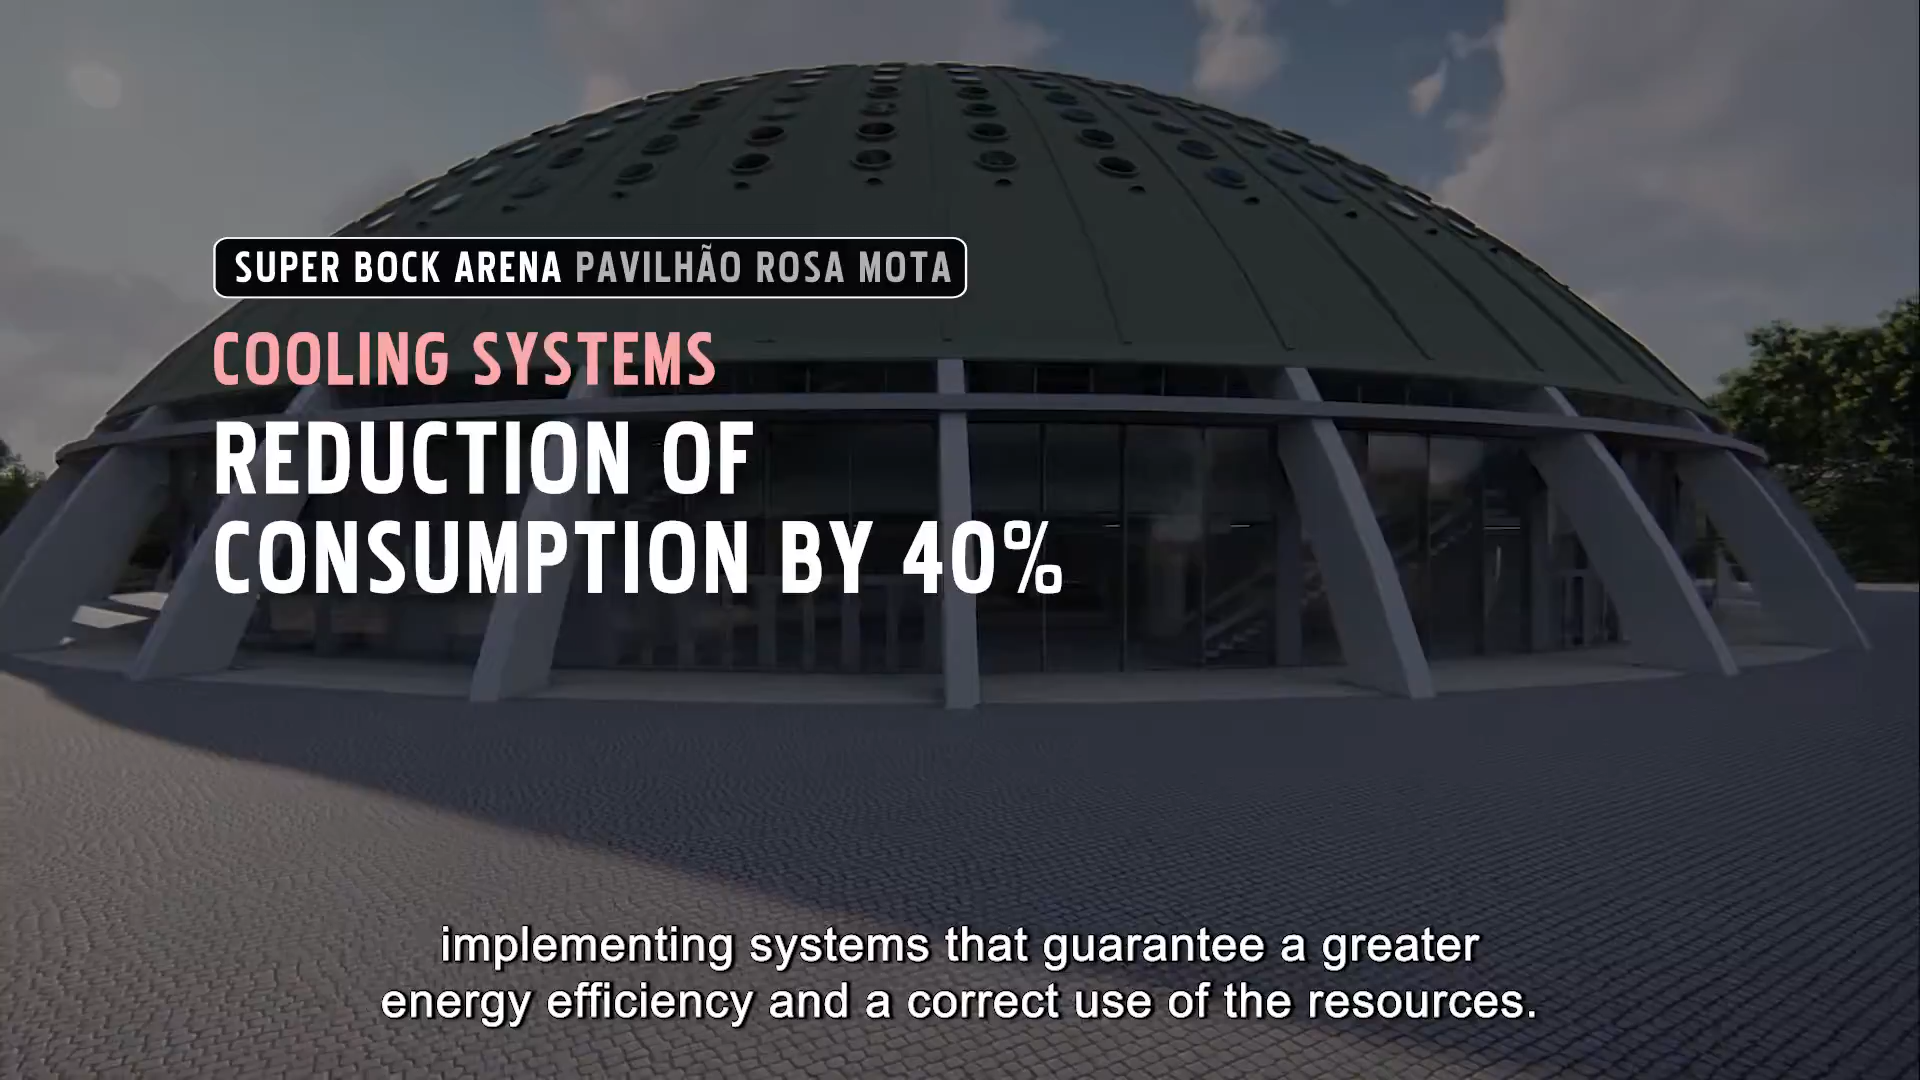 SUPER BOCK ARENA PAVILHÃO ROSA MOTA
COOLING SYSTEMS
REDUCTION OF
CONSUMPTION BY 40%
implementing systems that guarantee a greater
energy efficiency and a correct use of the resources.